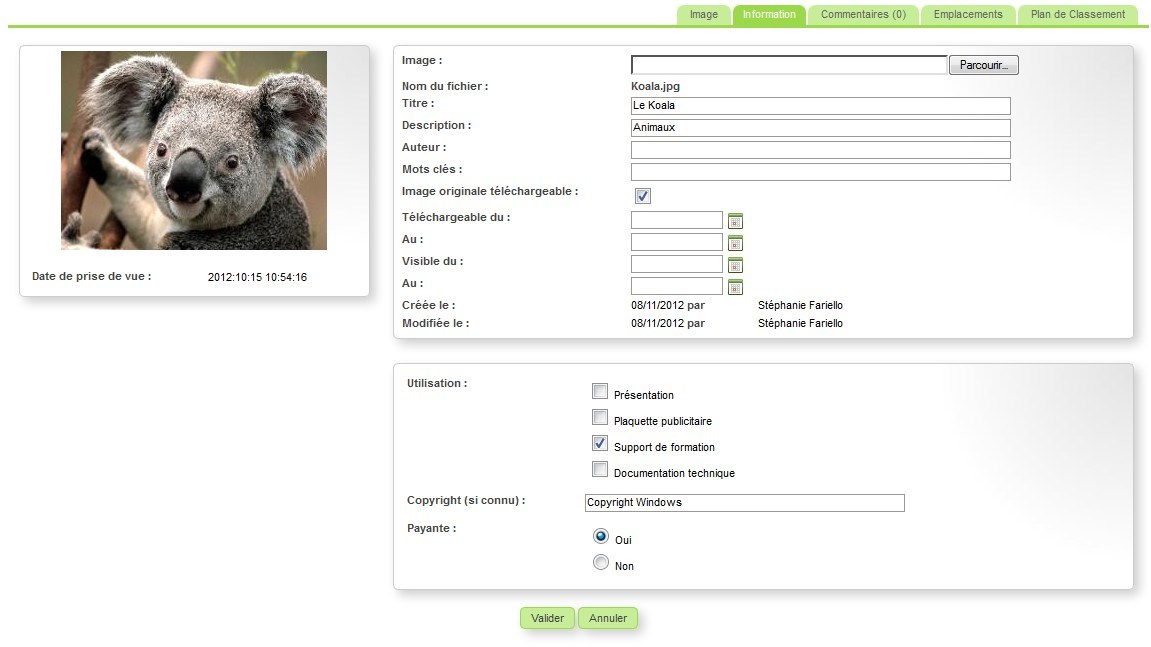 Image Information Commentaires (0) Emplacements Plan de Classement
Date de prise de vue : 2012:10:15 10:54:16
Image : Parcourir...
Nom du fichier : Koala.jpg
Titre : Le Koala
Description : Animaux
Auteur :
Mots clés :
Image originale téléchargeable :
Téléchargeable du :
Au :
Visible du :
Au :
Créée le : 08/11/2012 par Stéphanie Fariello
Modifiée le : 08/11/2012 par Stéphanie Fariello
Utilisation :
Présentation
Plaquette publicitaire
Support de formation
Documentation technique
Copyright (si connu) : Copyright Windows
Payante :
Oui
Non
Valider Annuler